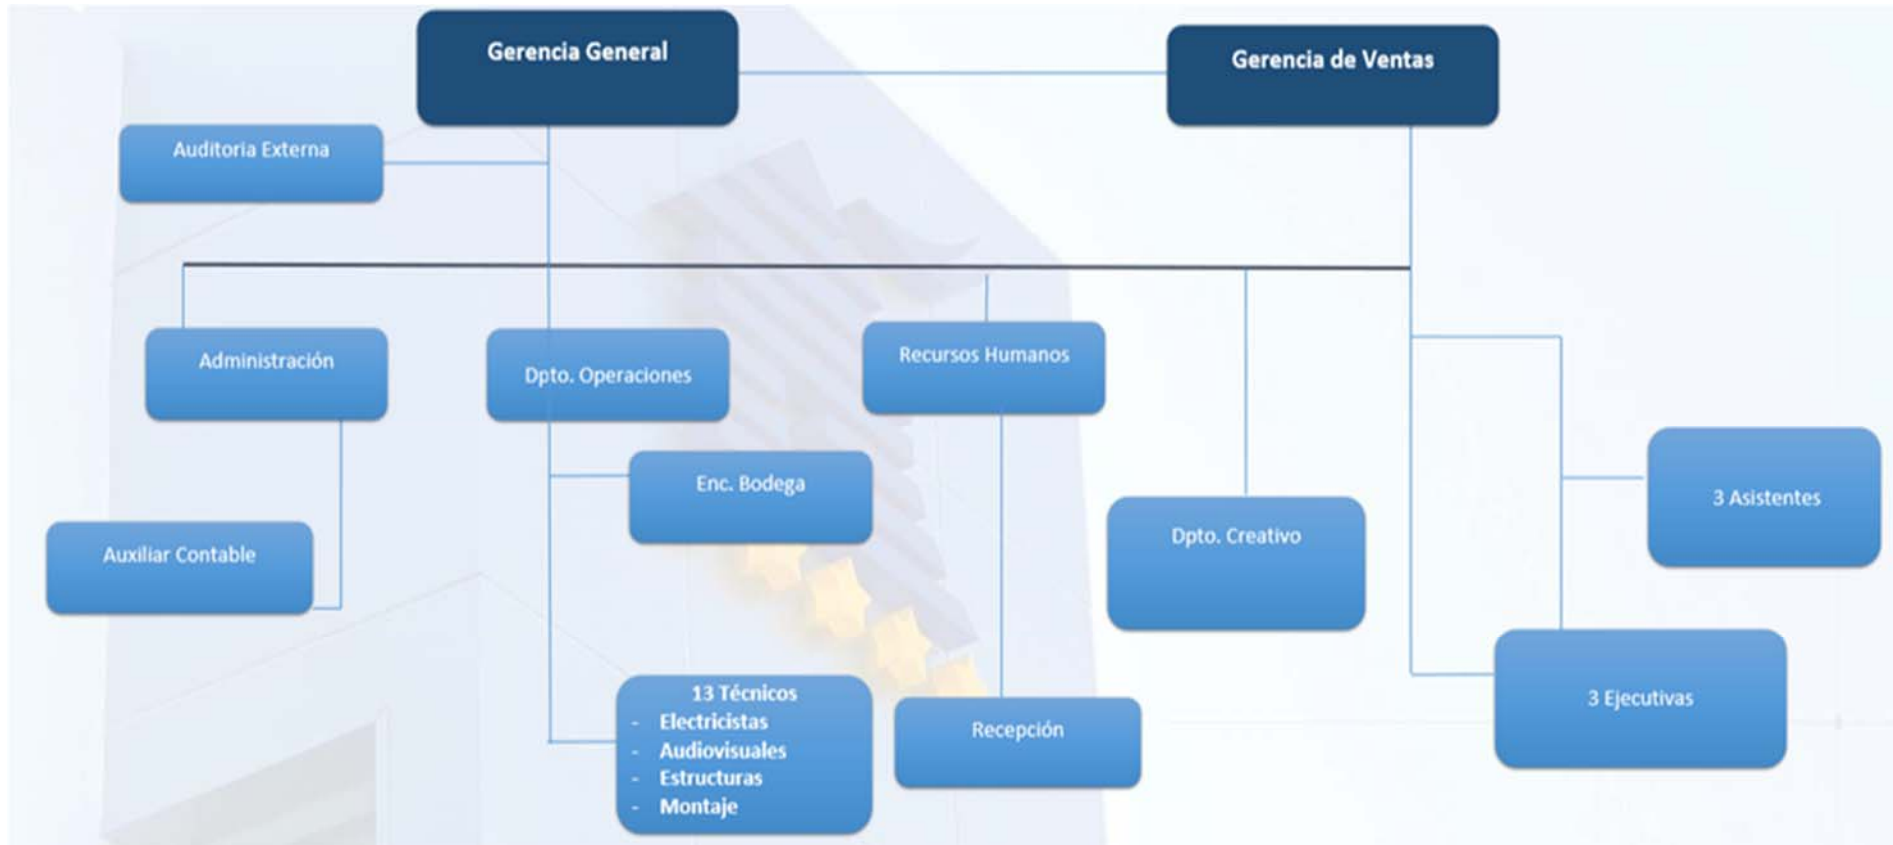 Gerencia General
Gerencia de Ventas
Auditoria Externa
Administración
Dpto. Operaciones
Recursos Humanos
Enc. Bodega
3 Asistentes
Auxiliar Contable
Dpto. Creativo
13 Técnicos
- Electricistas
- Audiovisuales
- Estructuras
- Montaje
Recepción
3 Ejecutivas